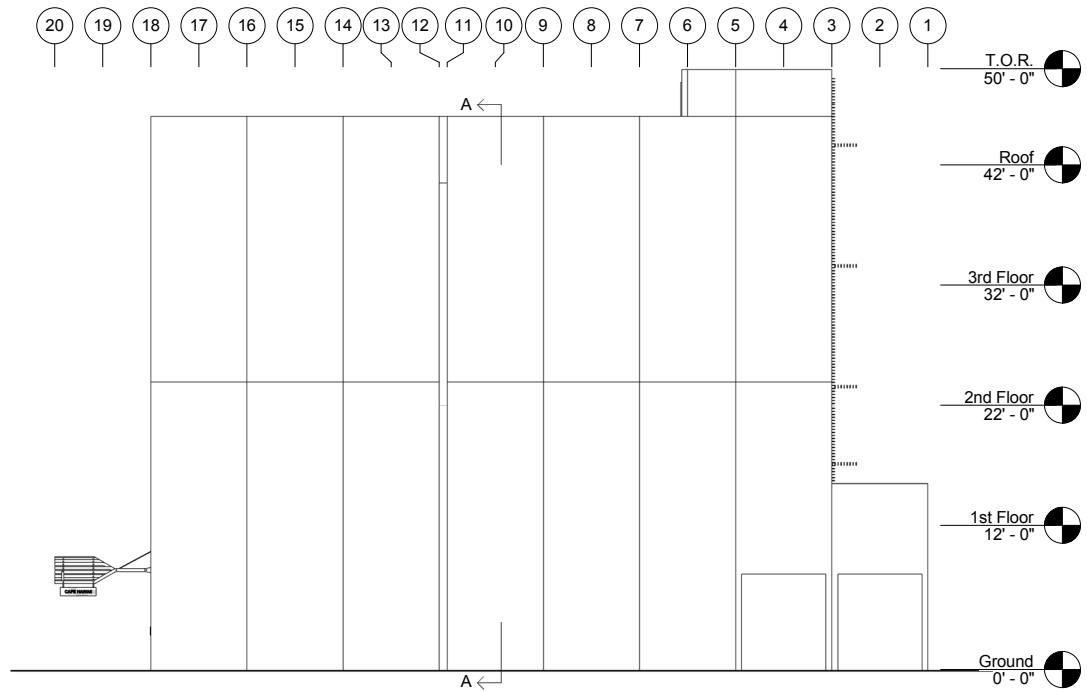 20 19 18 17 16 15 14 13 12 11 10 9 8 7 6 5 4 3 2 1
T.O.R.
50' - 0"
A
Roof
42' - 0"
3rd Floor
32' - 0"
2nd Floor
22' - 0"
1st Floor
12' - 0"
CAFE
Ground
0' - 0"
A